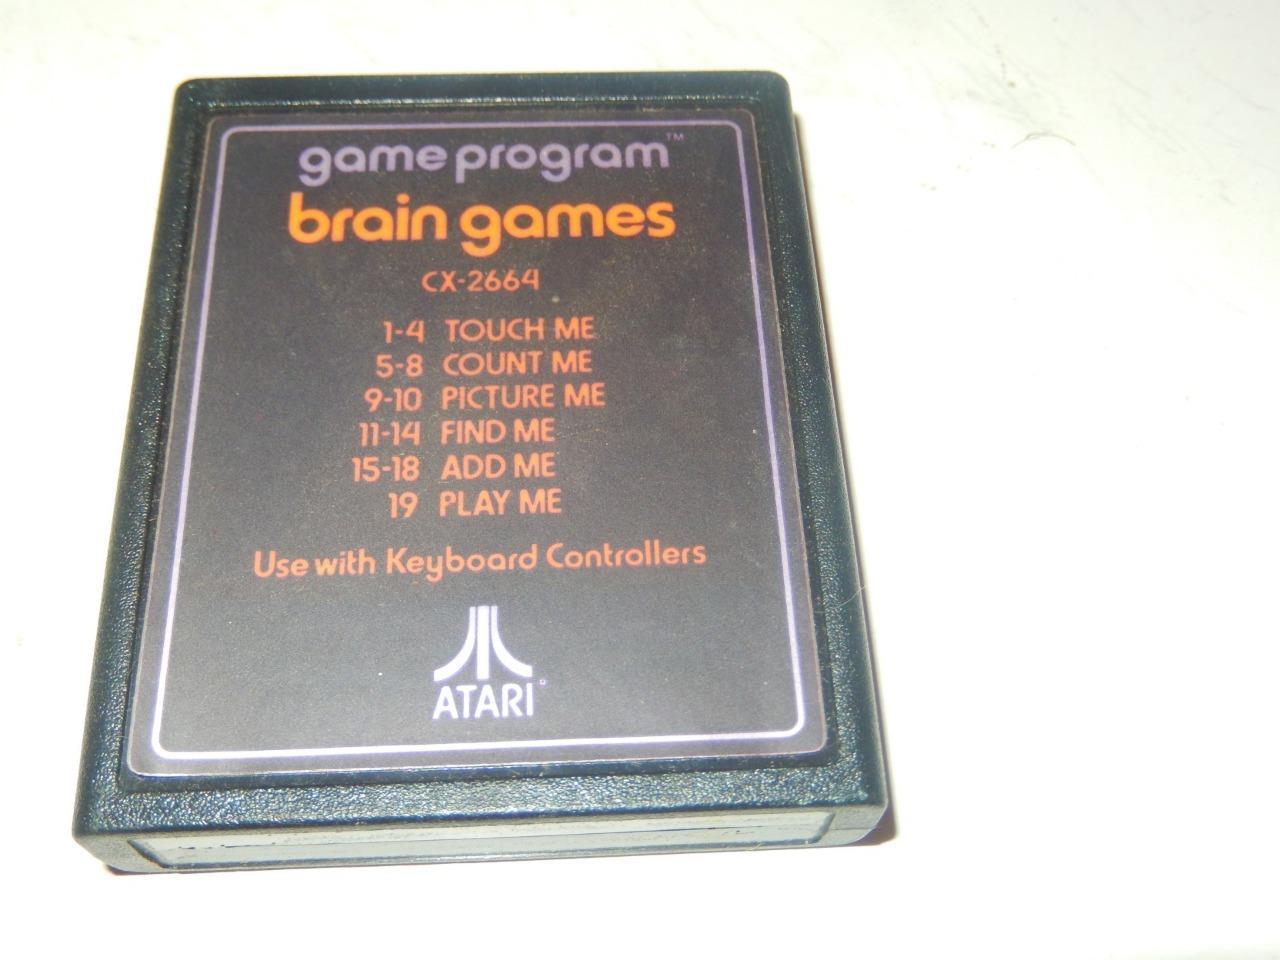 game program™
brain games
CX-2664
1-4 TOUCH ME
5-8 COUNT ME
9-10 PICTURE ME
11-14 FIND ME
15-18 ADD ME
19 PLAY ME
Use with Keyboard Controllers
ATARI